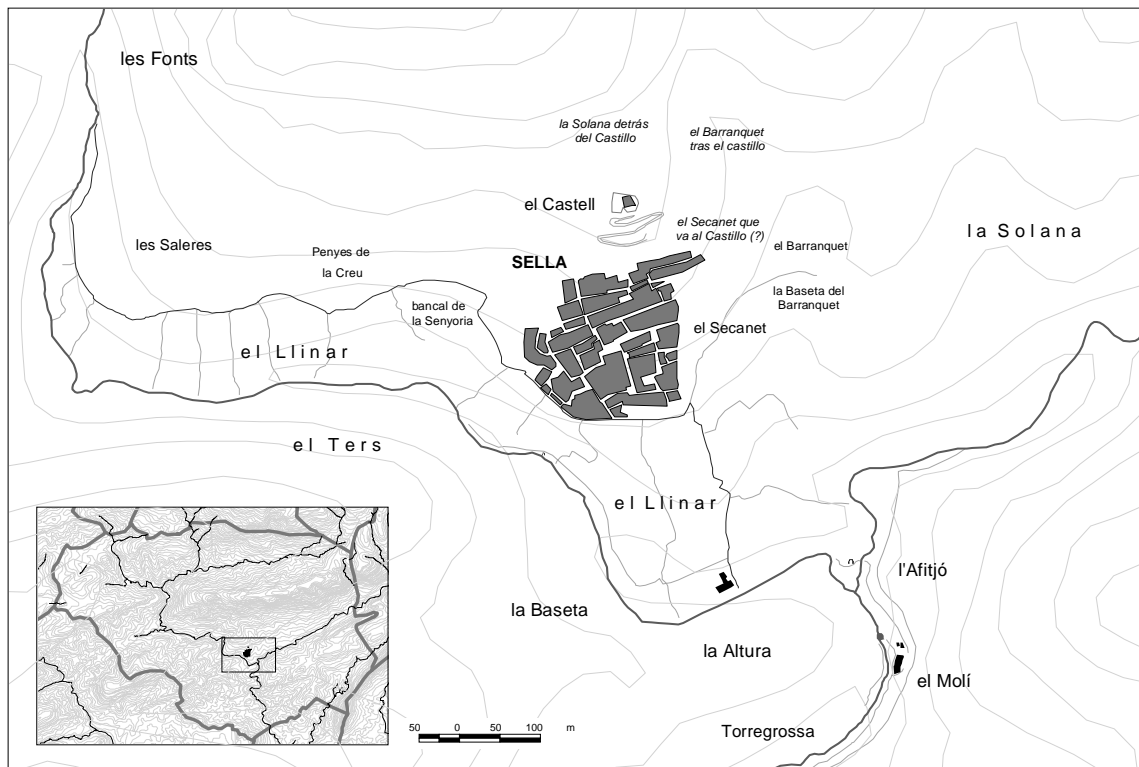 les Fonts
la Solana detrás
del Castillo
el Barranquet
tras el castillo
el Castell
el Secanet que
va al Castillo (?)
la Solana
les Saleres
Penyes de
la Creu
SELLA
el Barranquet
la Baseta del
Barranquet
bancal de
la Senyoria
el Secanet
el Llinar
el Ters
el Llinar
l'Afitjó
la Baseta
la Altura
el Molí
Torregrossa
50 0 50 100 m